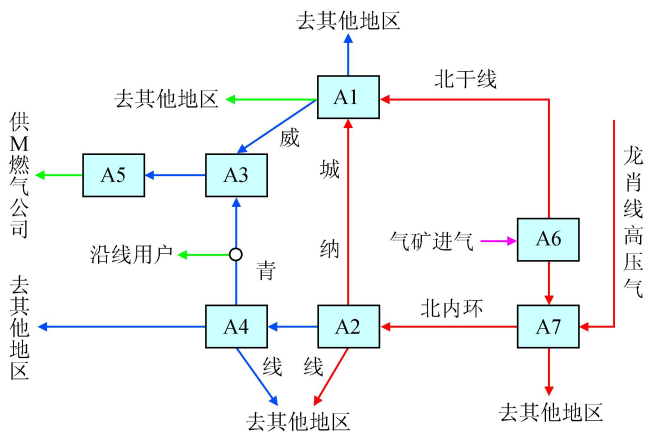 去其他地区
去其他地区
A1
北干线
供M燃气公司
威
城
龙肖线高压气
A5
A3
气矿进气
A6
沿线用户
青
纳
去其他地区
北内环
A4
A2
A7
线
线
去其他地区
去其他地区